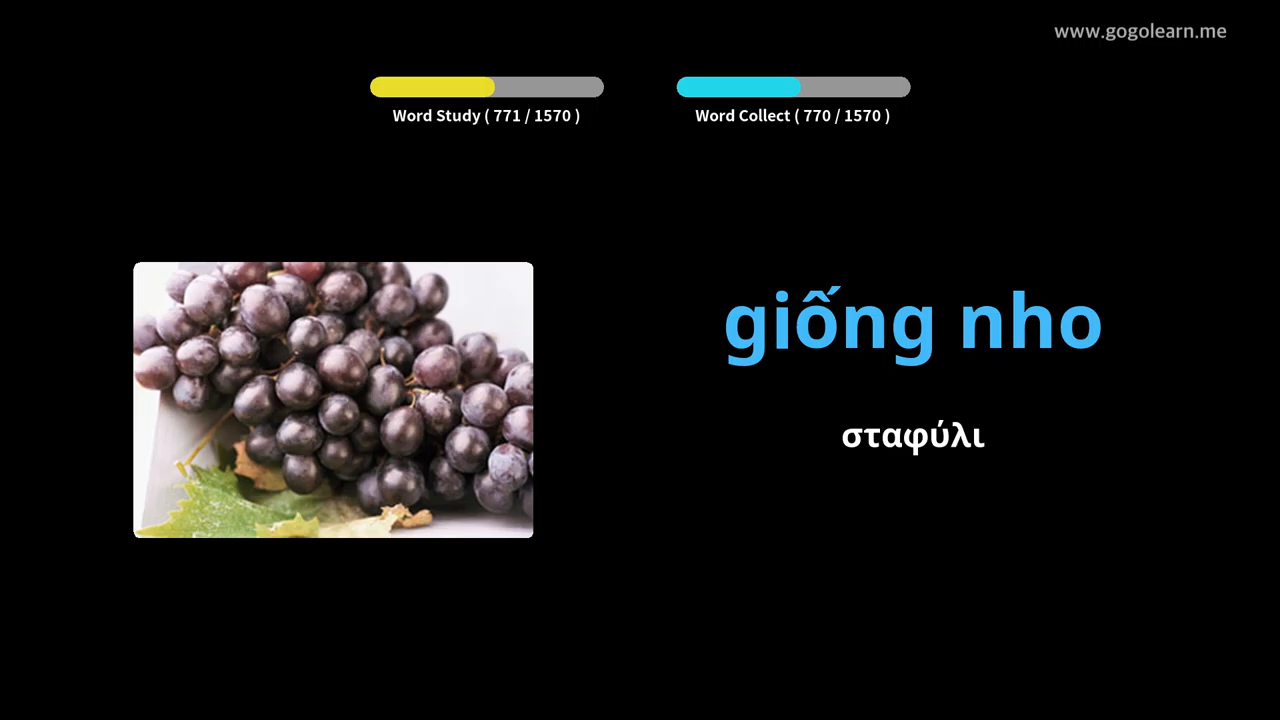 www.gogolearn.me
Word Study ( 771 / 1570 )
Word Collect ( 770 / 1570 )
giống nho
σταφύλι